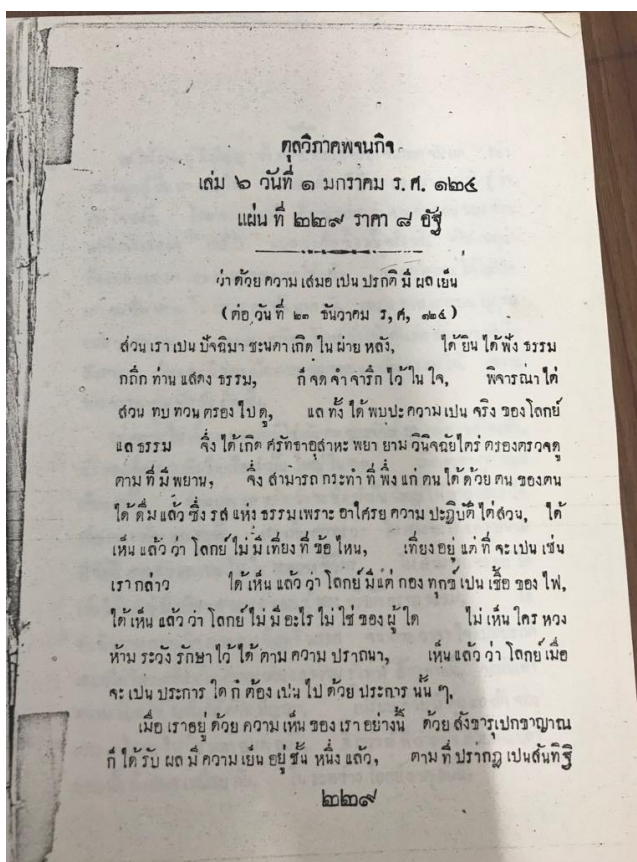 ตุลวิภาคพจนกิจ
เล่ม ๖ วันที่ ๑ มกราคม ร.ศ. ๑๒๔
แผ่น ที่ ๒๒๙ ราคา ๘ อัฐ
ว่า ด้วย ความ เสมอ เปน ปรกติ มี ผล เย็น
(ต่อ วัน ที่ ๒๓ ธันวาคม ร, ศ, ๑๒๔)
ส่วน เรา เปน ปัจฉิมา ชะนตา เกิด ใน ฝ่าย หลัง, ได้ ยิน ได้ ฟัง ธรรม
กถึก ท่าน แสดง ธรรม, ก็ จด จำ จาริก ไว้ ใน ใจ, พิจารณา ไต่
ส่วน ทบ ทวน ตรอง ไป ดู, แล ทั้ง ได้ พบปะ ความ เปน จริง ของ โลกย์
แล ธรรม จึ่ง ได้ เกิด ศรัทธา อุสาหะ พยา ยาม วินิจฉัย ไตร่ ตรอง ตรวจ ดู
ตาม ที่ มี พยาน, จึ่ง สามารถ กระทำ ที่ พึ่ง แก่ ตน ได้ ด้วย ตน ของ ตน
ได้ ดื่ม แล้ว ซึ่ง รส แห่ง ธรรม เพราะ อาไศรย ความ ปะฏิบัติ ไต่ส่วน, ได้
เห็น แล้ว ว่า โลกย์ ไม่ มี เที่ยง ที่ ข้อ ไหน, เที่ยง อยู่ แต่ ที่ จะ เปน เช่น
เรา กล่าว ได้ เห็น แล้ว ว่า โลกย์ มี แต่ กอง ทุกข์ เปน เชื้อ ของ ไฟ,
ได้ เห็น แล้ว ว่า โลกย์ ไม่ มี อะไร ไม่ ใช่ ของ ผู้ ใด ไม่ เห็น ใคร หวง
ห้าม ระวัง รักษา ไว้ ได้ ตาม ความ ปราถนา, เห็น แล้ว ว่า โลกย์ เมื่อ
จะ เปน ประการ ใด ก็ ต้อง เปน ไป ด้วย ประการ นั้น ๆ,
เมื่อ เรา อยู่ ด้วย ความ เห็น ของ เรา อย่างนี้ ด้วย สังขารุเปกขาญาณ
ก็ ได้ รับ ผล มี ความ เย็น อยู่ ชั้น หนึ่ง แล้ว, ตาม ที่ ปรากฏ เปน สันทิฐิ
๒๒๙